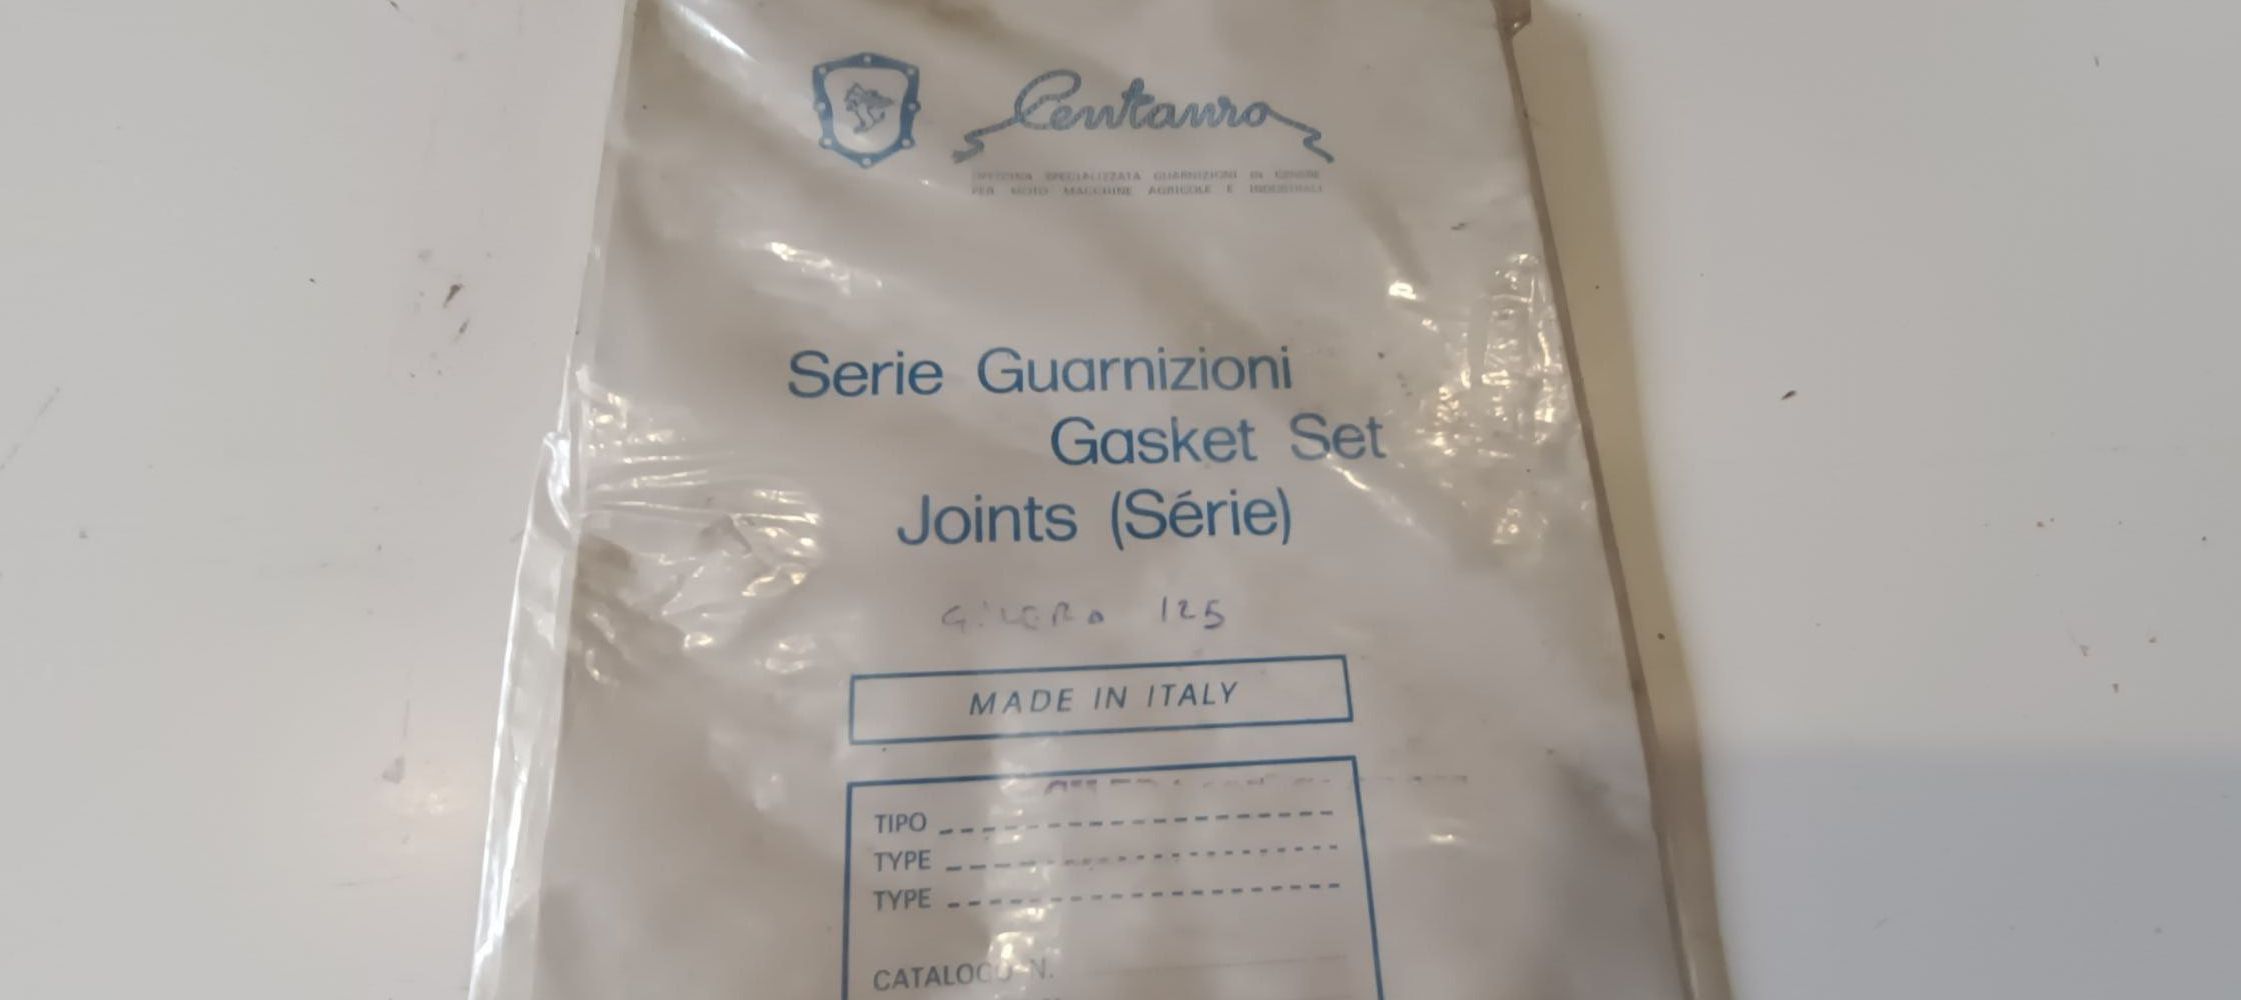 Centauro
OFFICINA SPECIALIZZATA GUARNIZIONI IN GENERE
PER MOTO MACCHINE AGRICOLE E INDUSTRIALI
Serie Guarnizioni
Gasket Set
Joints (Série)
GILERA 125
MADE IN ITALY
TIPO
TYPE
TYPE
CATALOGO N.